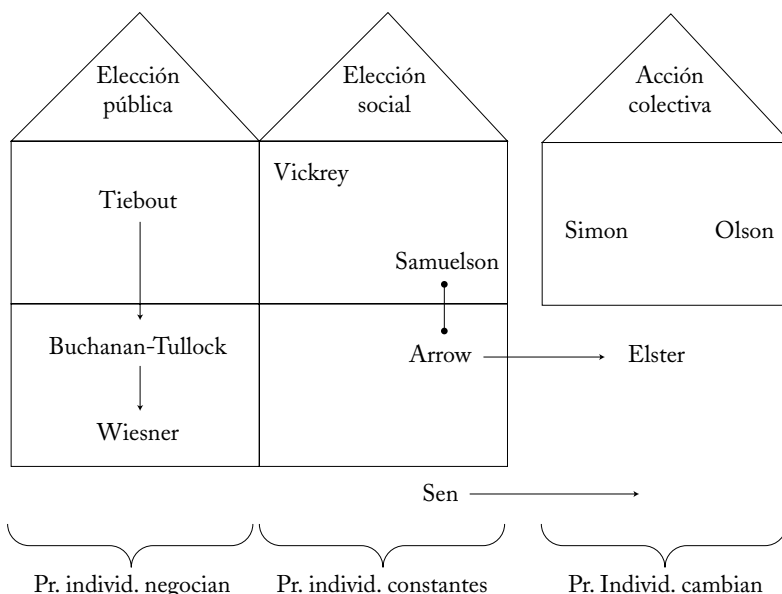 Elección
pública
Elección
social
Acción
colectiva
Vickrey
Tiebout
Simon
Olson
Samuelson
Buchanan-Tullock
Arrow
Elster
Wiesner
Sen
Pr. individ. negocian
Pr. individ. constantes
Pr. Individ. cambian